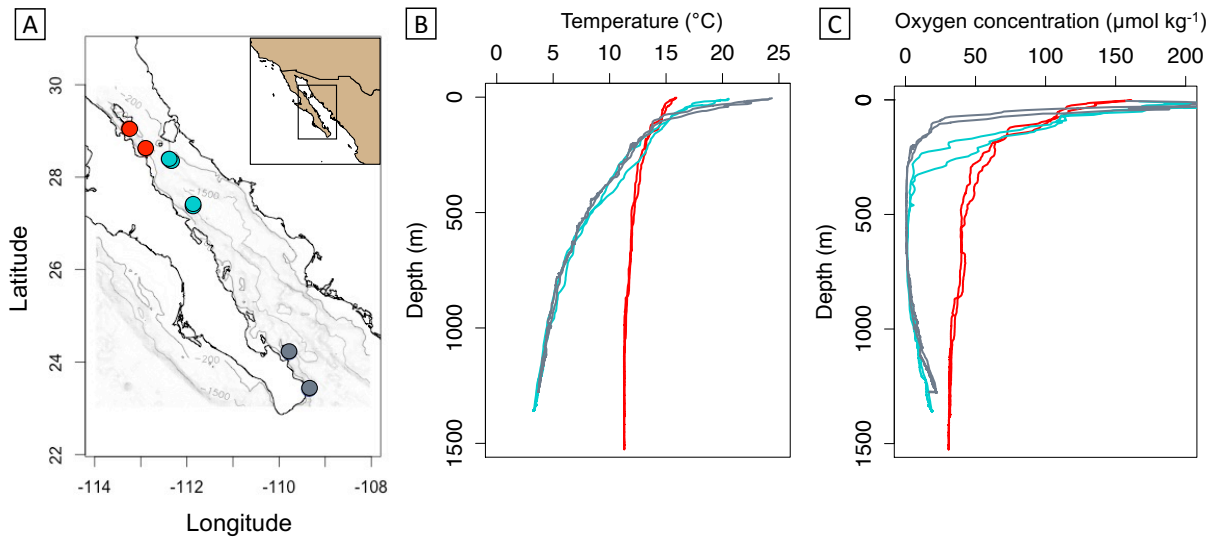 A
30
28
26
24
22
Latitude
-114
-112
-110
-108
Longitude
-200
-1500
-200
-1500
B
Temperature (°C)
0 5 10 15 20 25
0
500
1000
1500
Depth (m)
C
Oxygen concentration (µmol kg-1)
0 50 100 150 200
0
500
1000
1500
Depth (m)